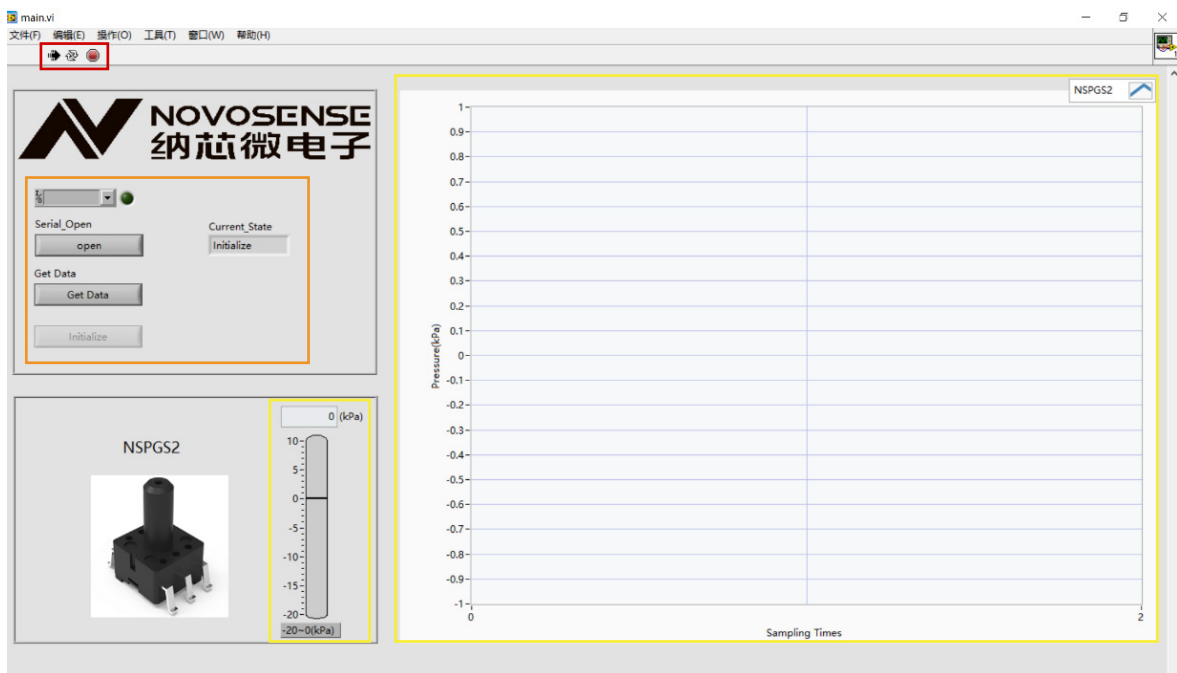 main.vi
文件(F) 编辑(E) 操作(O) 工具(T) 窗口(W) 帮助(H)
NOVOSENSE
纳芯微电子
Serial_Open
open
Current_State
Initialize
Get Data
Get Data
Initialize
NSPGS2
0 (kPa)
10
5
0
-5
-10
-15
-20
-20~0(kPa)
NSPGS2
1
0.9
0.8
0.7
0.6
0.5
0.4
0.3
0.2
0.1
0
-0.1
-0.2
-0.3
-0.4
-0.5
-0.6
-0.7
-0.8
-0.9
-1
Pressure(kPa)
0
2
Sampling Times